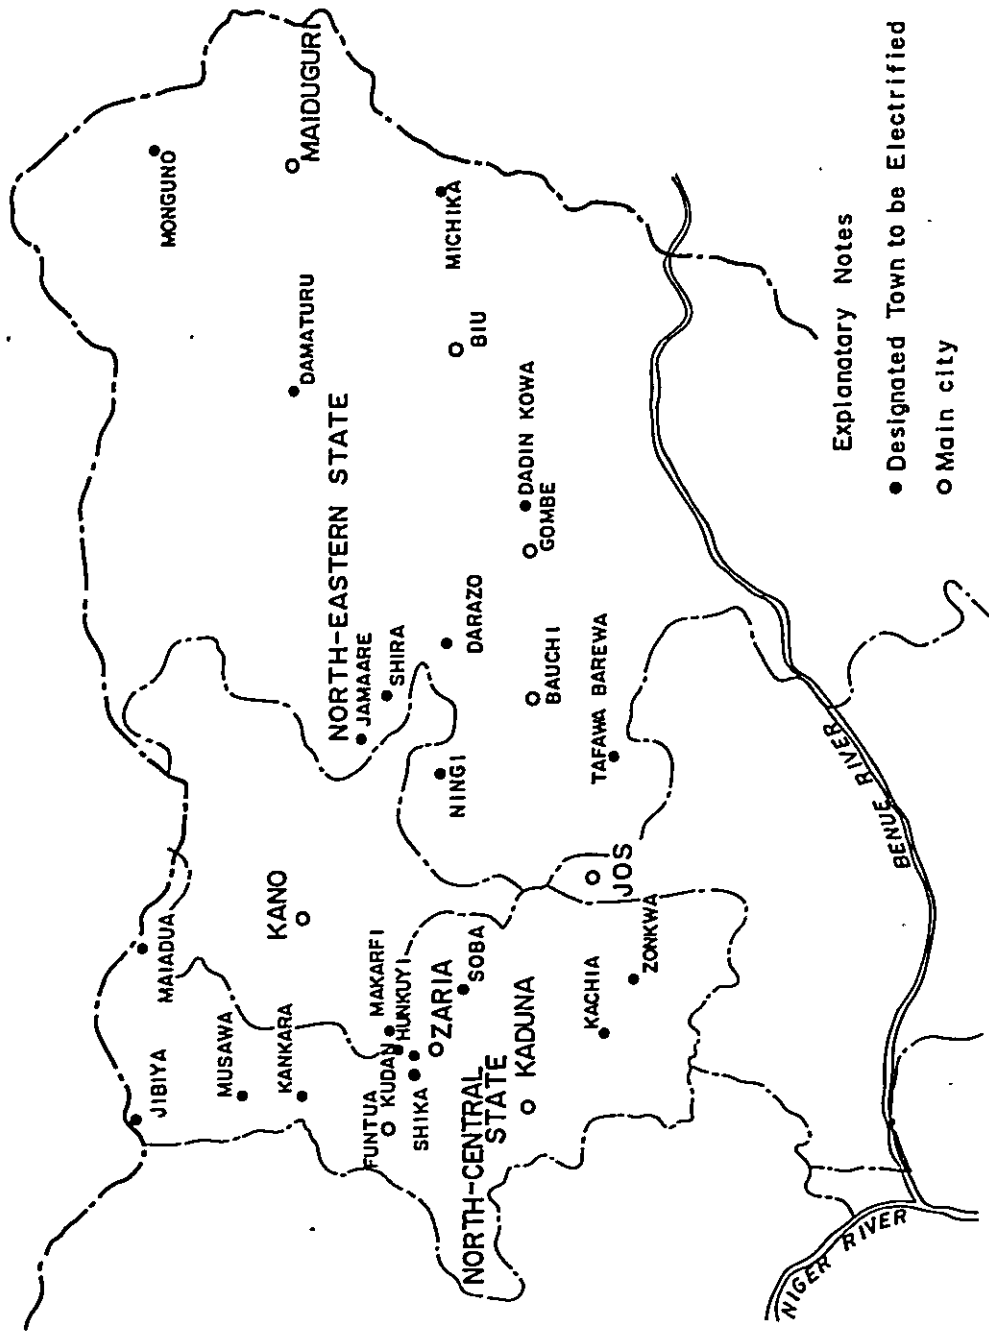 JIBIYA
MAIADUA
MUSAWA
KANKARA
KANO
FUNTUA
KUDAN
MAKARFI
HUNKUYI
SHIKA
ZARIA
SOBA
NORTH-CENTRAL
STATE
KADUNA
KACHIA
ZONKWA
JOS
NORTH-EASTERN STATE
JAMAARE
SHIRA
NINGI
DARAZO
BAUCHI
TAFAWA BAREWA
GOMBE
DADIN KOWA
DAMATURU
BIU
MICHIKA
MONGUNO
MAIDUGURI
NIGER RIVER
BENUE RIVER
Explanatary Notes
Designated Town to be Electrified
Main city